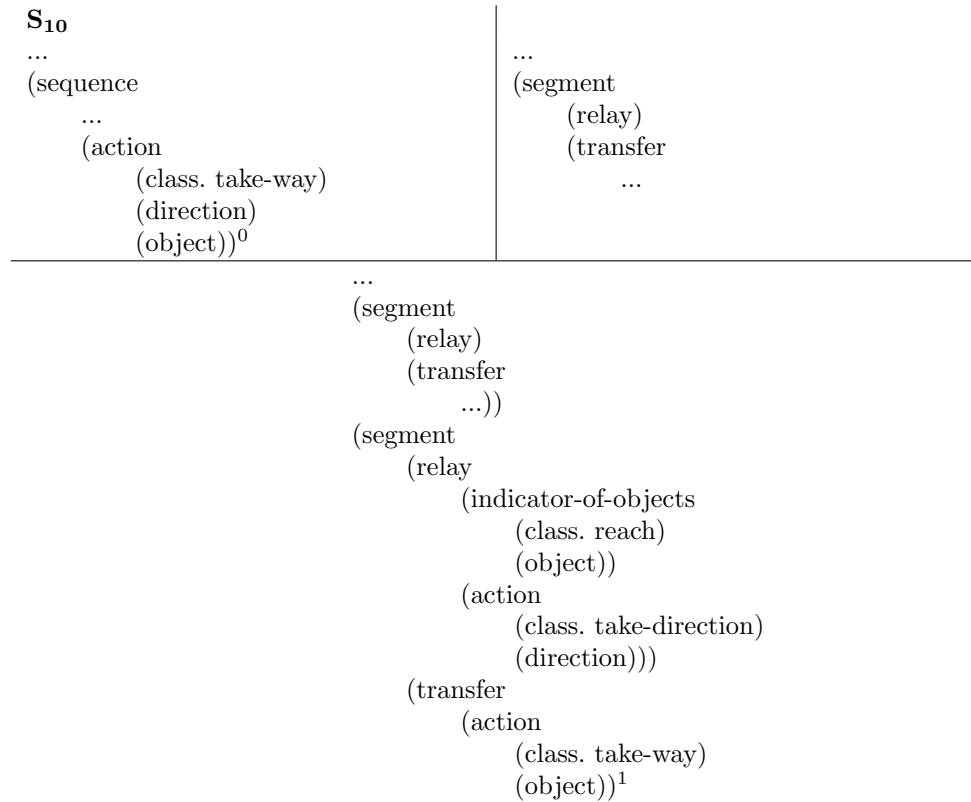 S10
...
(sequence
...
(action
(class. take-way)
(direction)
(object))0
...
(segment
(relay)
(transfer
...
...
(segment
(relay)
(transfer
...))
(segment
(relay
(indicator-of-objects
(class. reach)
(object))
(action
(class. take-direction)
(direction)))
(transfer
(action
(class. take-way)
(object))1